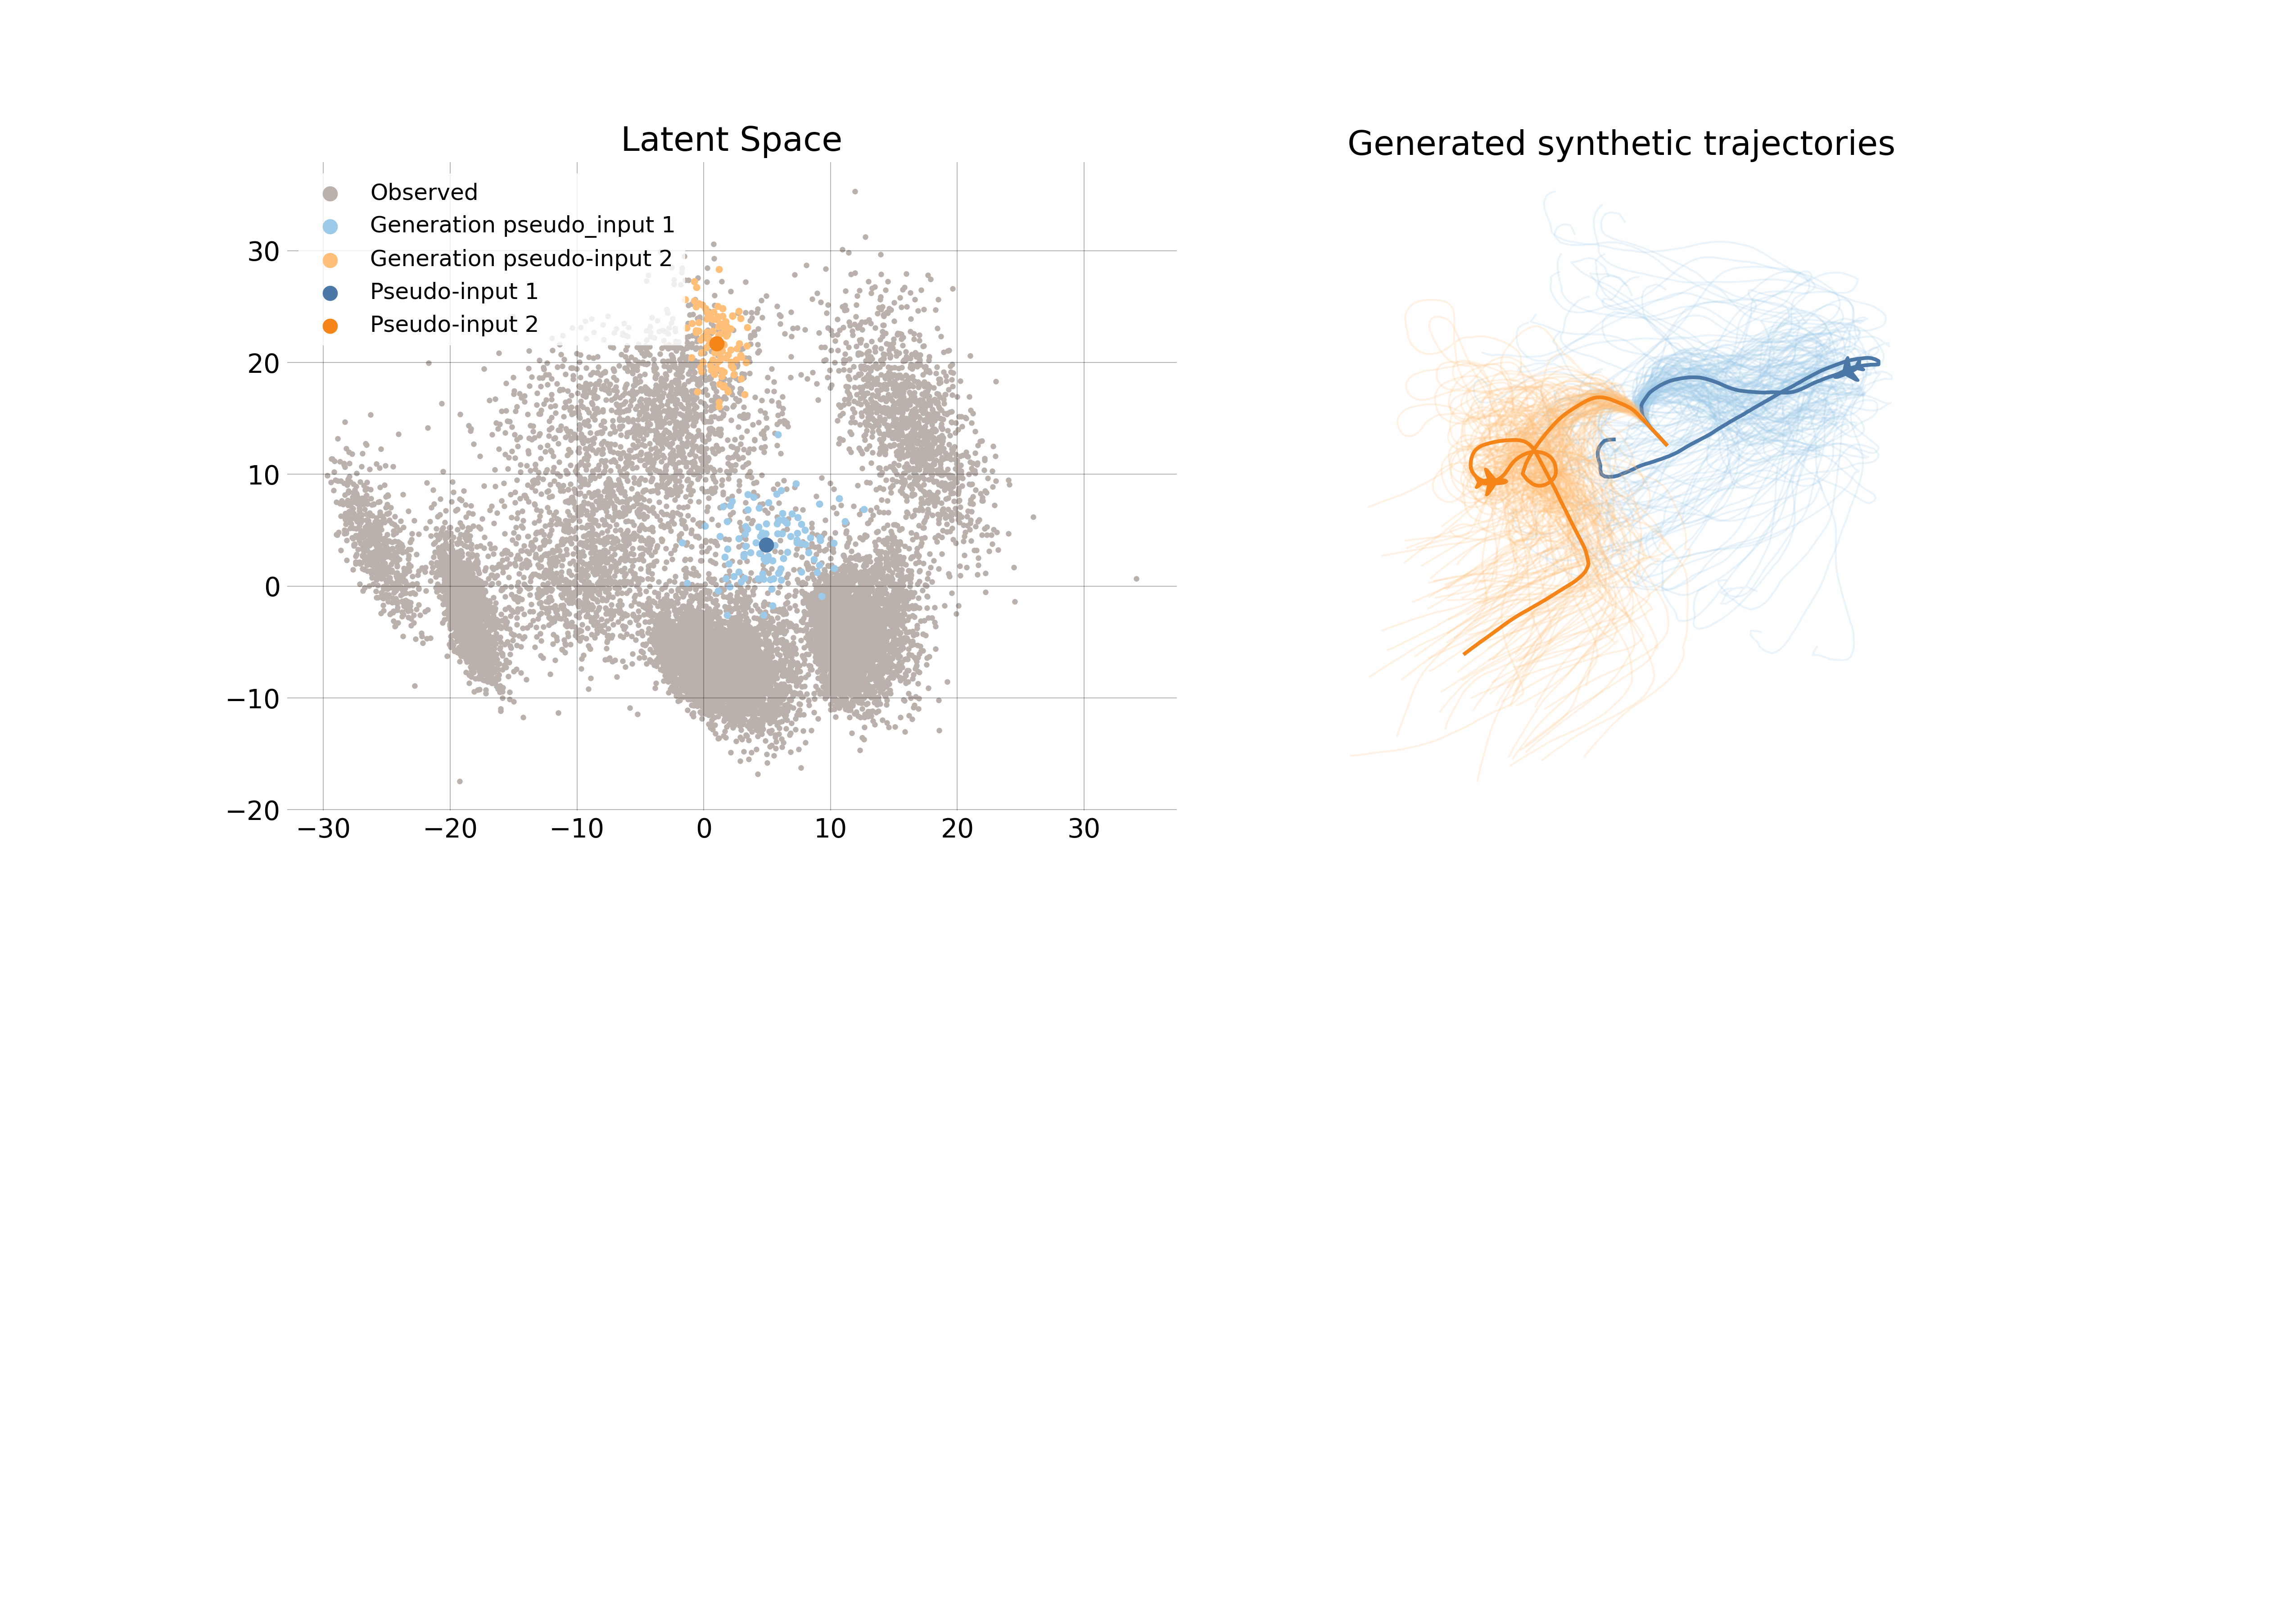 Latent Space
Generated synthetic trajectories
Observed
Generation pseudo_input 1
Generation pseudo-input 2
Pseudo-input 1
Pseudo-input 2
30
20
10
0
−10
−20
−30 −20 −10 0 10 20 30